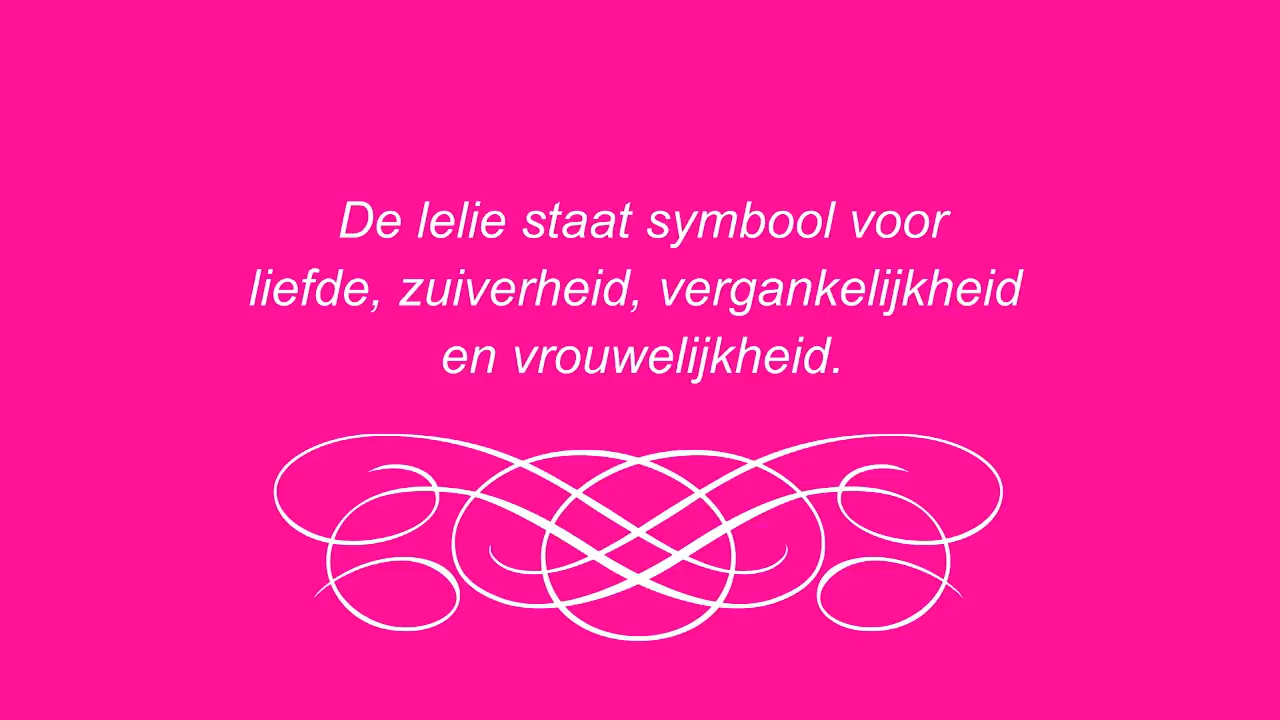 De lelie staat symbool voor
liefde, zuiverheid, vergankelijkheid
en vrouwelijkheid.